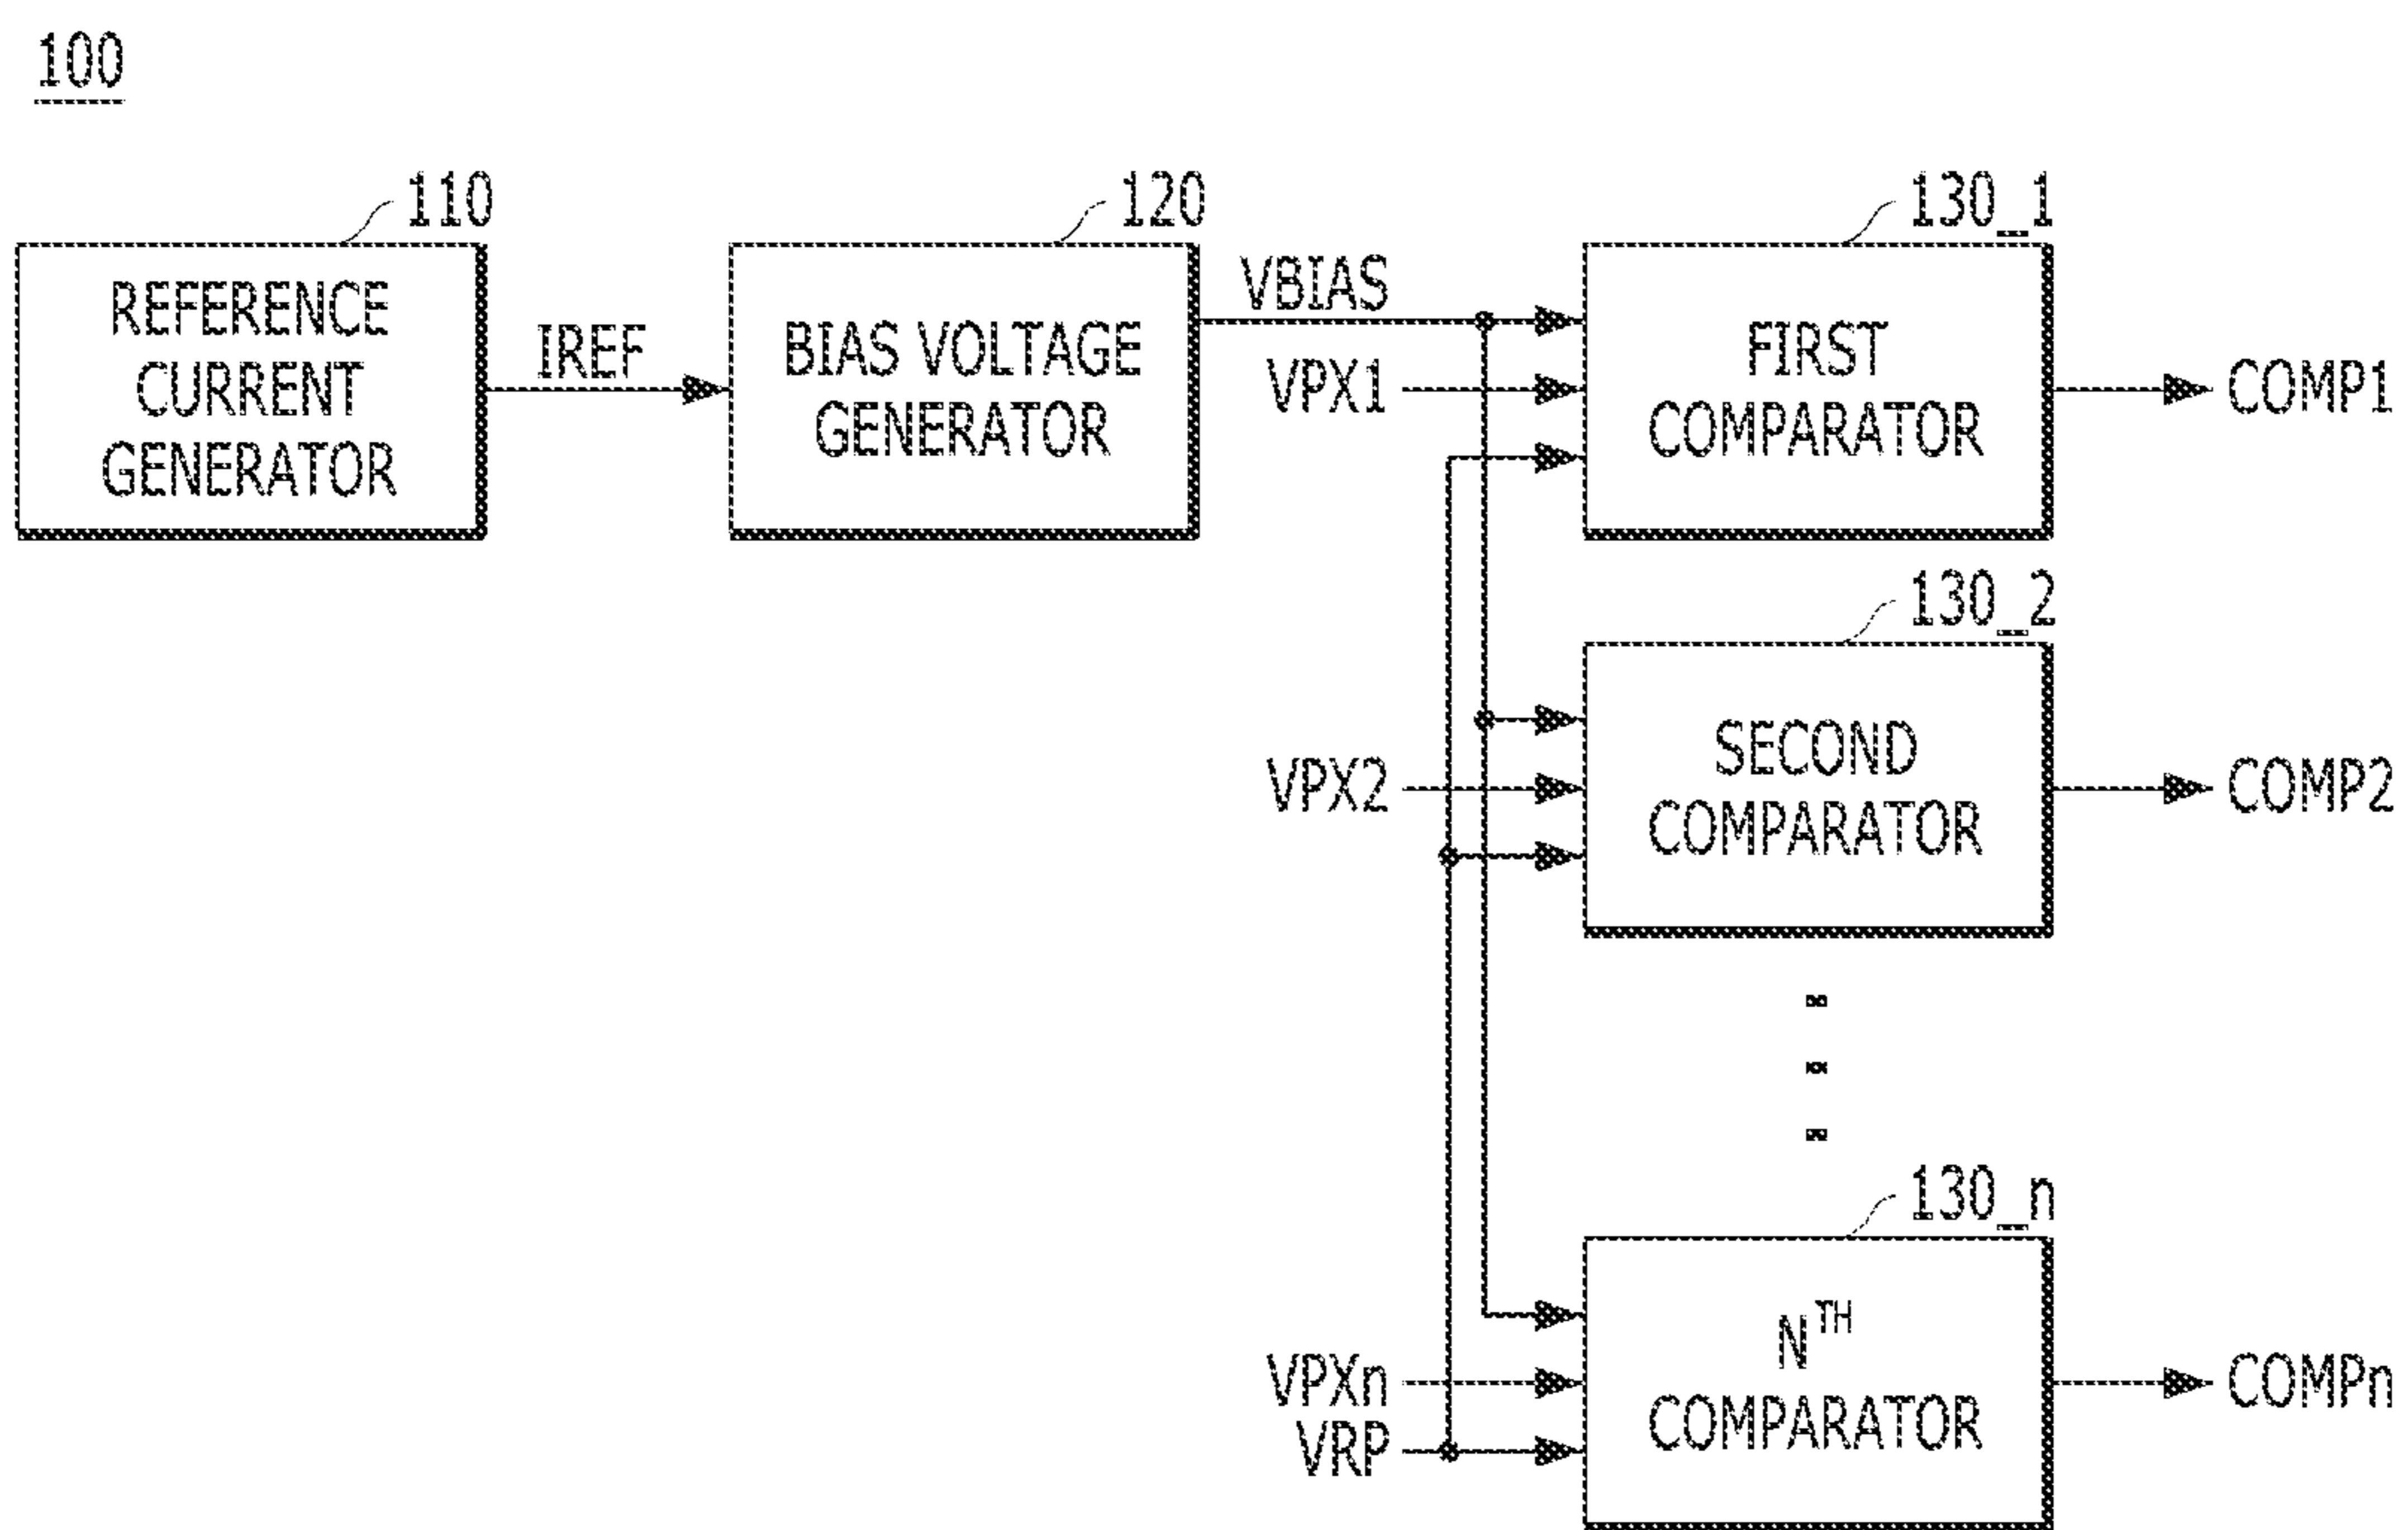 100
110
REFERENCE
CURRENT
GENERATOR
IREF
120
BIAS VOLTAGE
GENERATOR
VBIAS
VPX1
130_1
FIRST
COMPARATOR
COMP1
130_2
VPX2
SECOND
COMPARATOR
COMP2
130_n
VPXn
VRP
NTH
COMPARATOR
COMPn